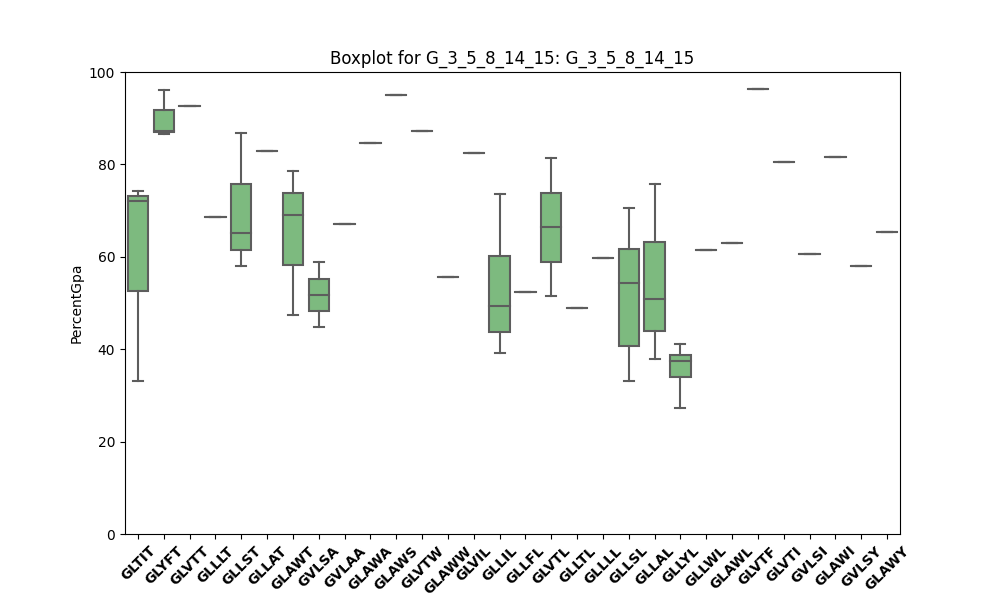 Boxplot for G_3_5_8_14_15: G_3_5_8_14_15
PercentGpa
100
80
60
40
20
0
GLTIT
GLYFT
GLVTT
GLLLT
GLLST
GLLAT
GLAWT
GVLSA
GVLAA
GLAWA
GLAWS
GLVTW
GLAWW
GLVIL
GLLIL
GLLFL
GLVTL
GLLTL
GLLLL
GLLSL
GLLAL
GLLYL
GLLWL
GLAWL
GLVTF
GLVTI
GVLSI
GLAWI
GVLSY
GLAWY